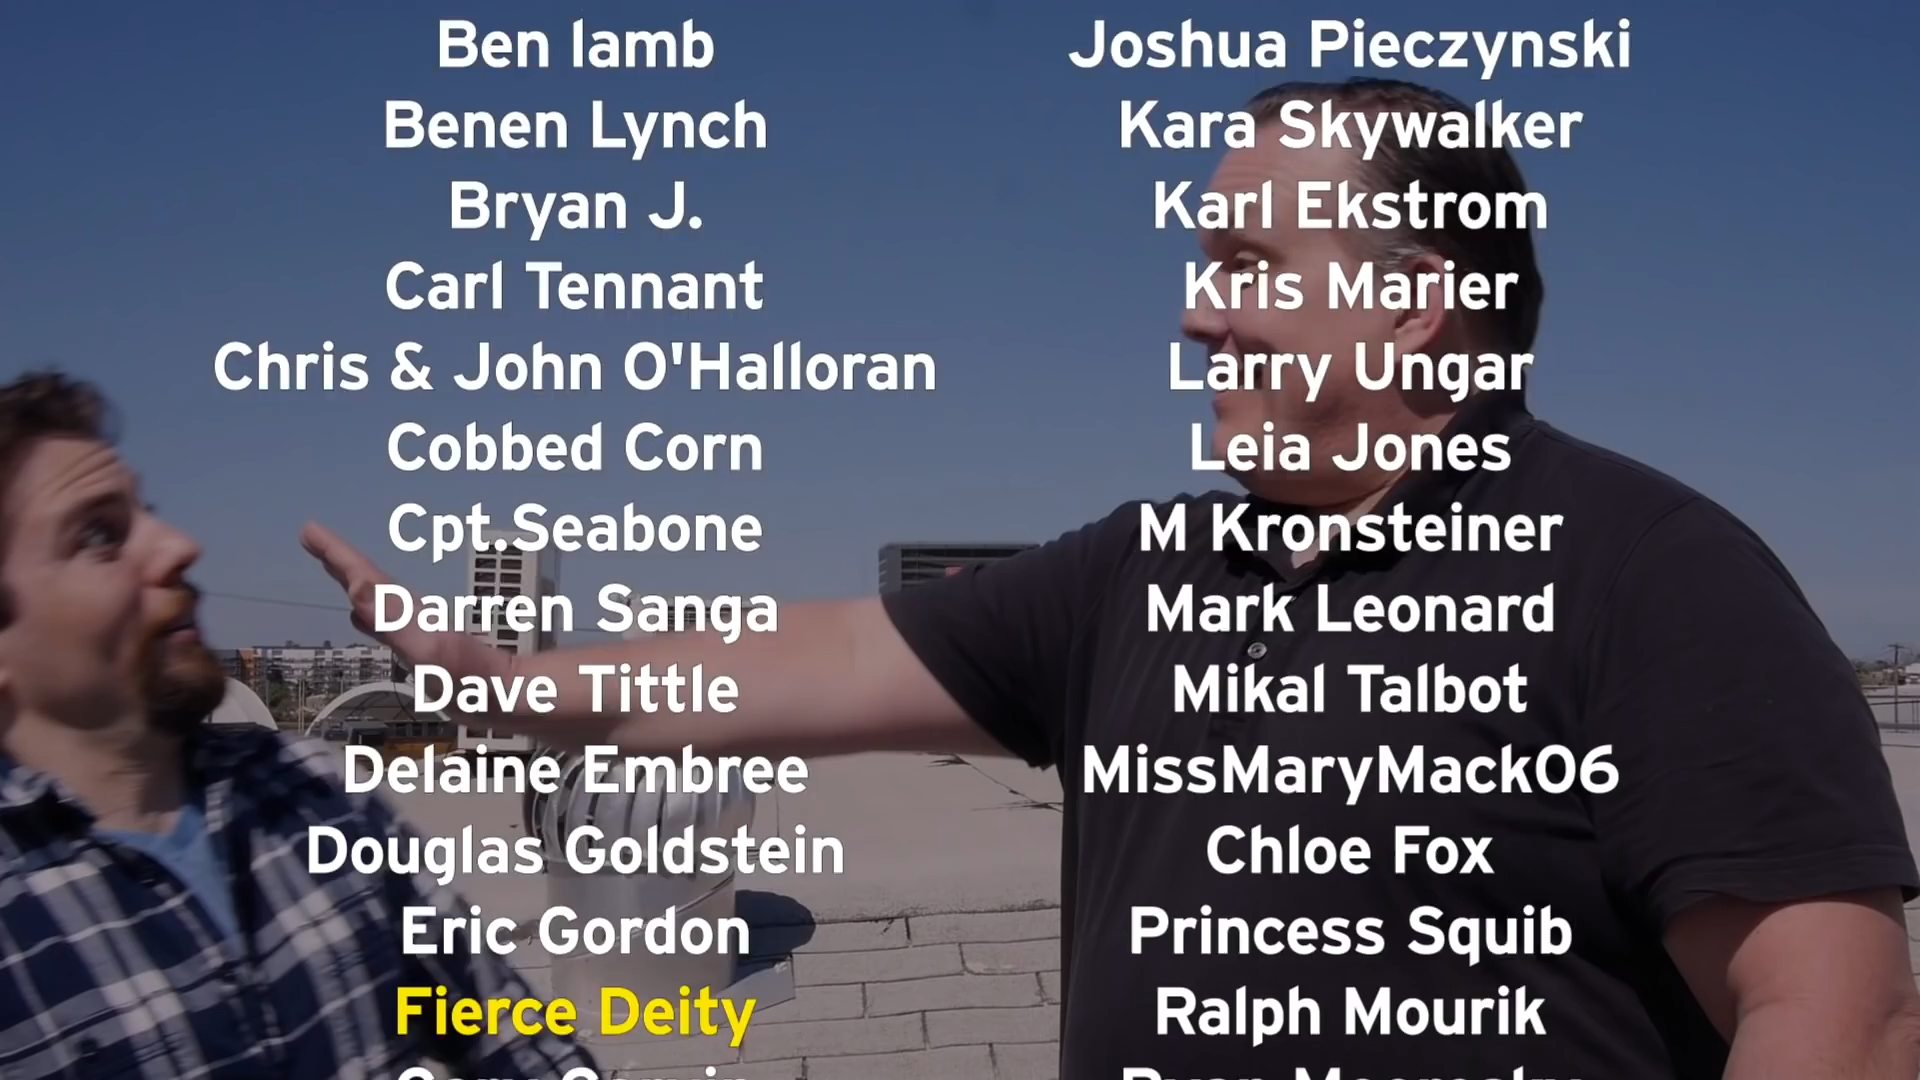 Ben lamb
Benen Lynch
Bryan J.
Carl Tennant
Chris & John O'Halloran
Cobbed Corn
Cpt.Seabone
Darren Sanga
Dave Tittle
Delaine Embree
Douglas Goldstein
Eric Gordon
Fierce Deity
Joshua Pieczynski
Kara Skywalker
Karl Ekstrom
Kris Marier
Larry Ungar
Leia Jones
M Kronsteiner
Mark Leonard
Mikal Talbot
MissMaryMack06
Chloe Fox
Princess Squib
Ralph Mourik